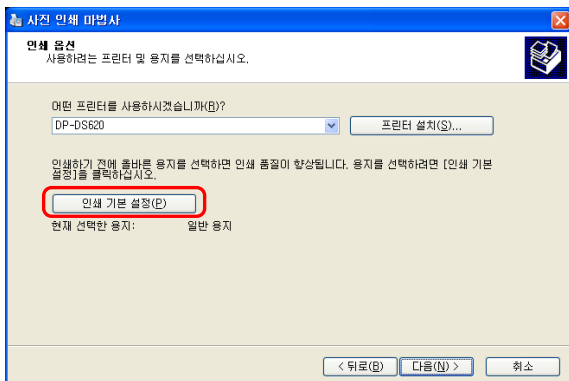 사진 인쇄 마법사
인쇄 옵션
사용하려는 프린터 및 용지를 선택하십시오.
어떤 프린터를 사용하시겠습니까(R)?
DP-DS620
프린터 설치(S)...
인쇄하기 전에 올바른 용지를 선택하면 인쇄 품질이 향상됩니다. 용지를 선택하려면 [인쇄 기본
설정]을 클릭하십시오.
인쇄 기본 설정(P)
현재 선택한 용지: 일반 용지
< 뒤로(B) 다음(N) > 취소